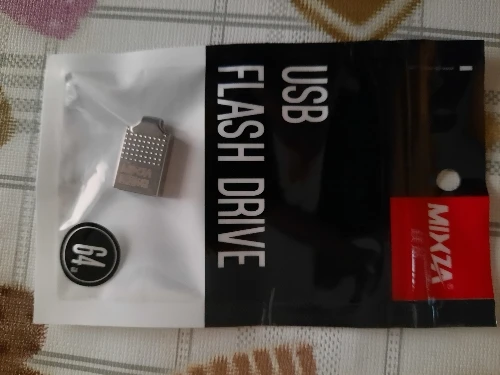 MIXZA
USB
FLASH DRIVE
64